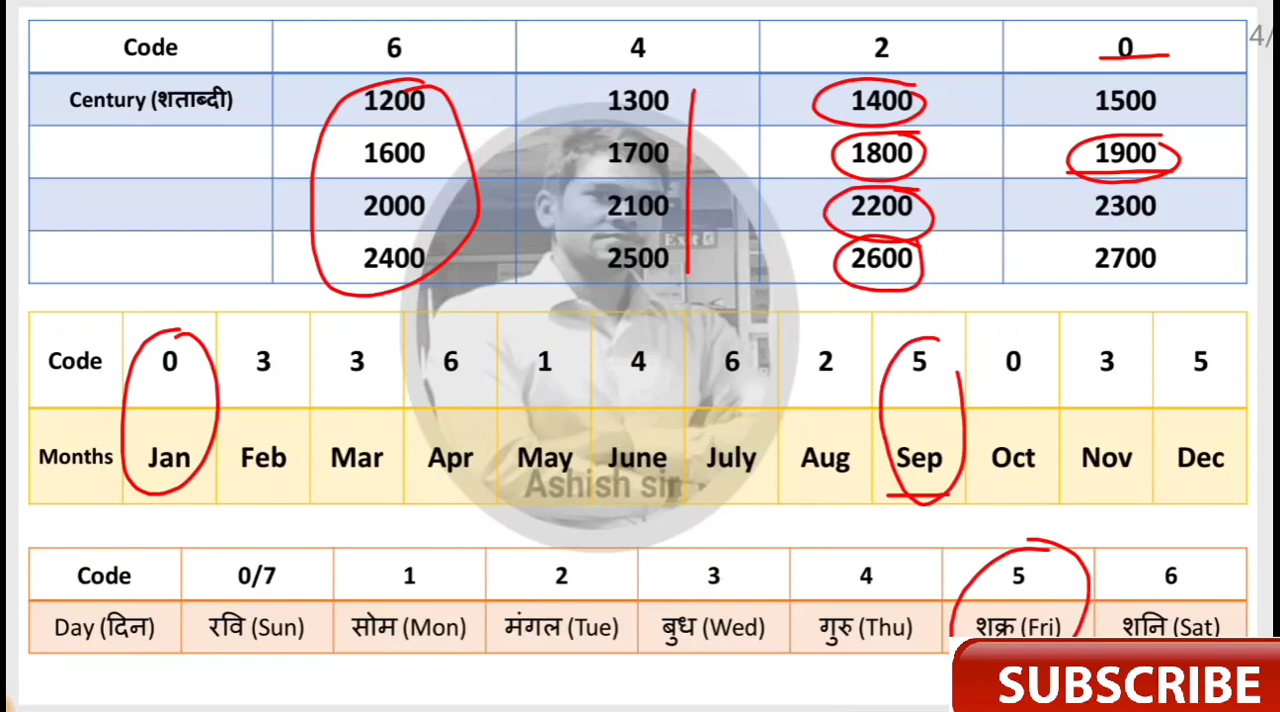 Code 6 4 2 0
4/
Century (शताब्दी) 1200 1300 1400 1500
1600 1700 1800 1900
2000 2100 2200 2300
Exit
2400 2500 2600 2700
Code 0 3 3 6 1 4 6 2 5 0 3 5
Months Jan Feb Mar Apr May June July Aug Sep Oct Nov Dec
Ashish sir
Code 0/7 1 2 3 4 5 6
Day (दिन) रवि (Sun) सोम (Mon) मंगल (Tue) बुध (Wed) गुरु (Thu) शक्र (Fri) शनि (Sat)
SUBSCRIBE